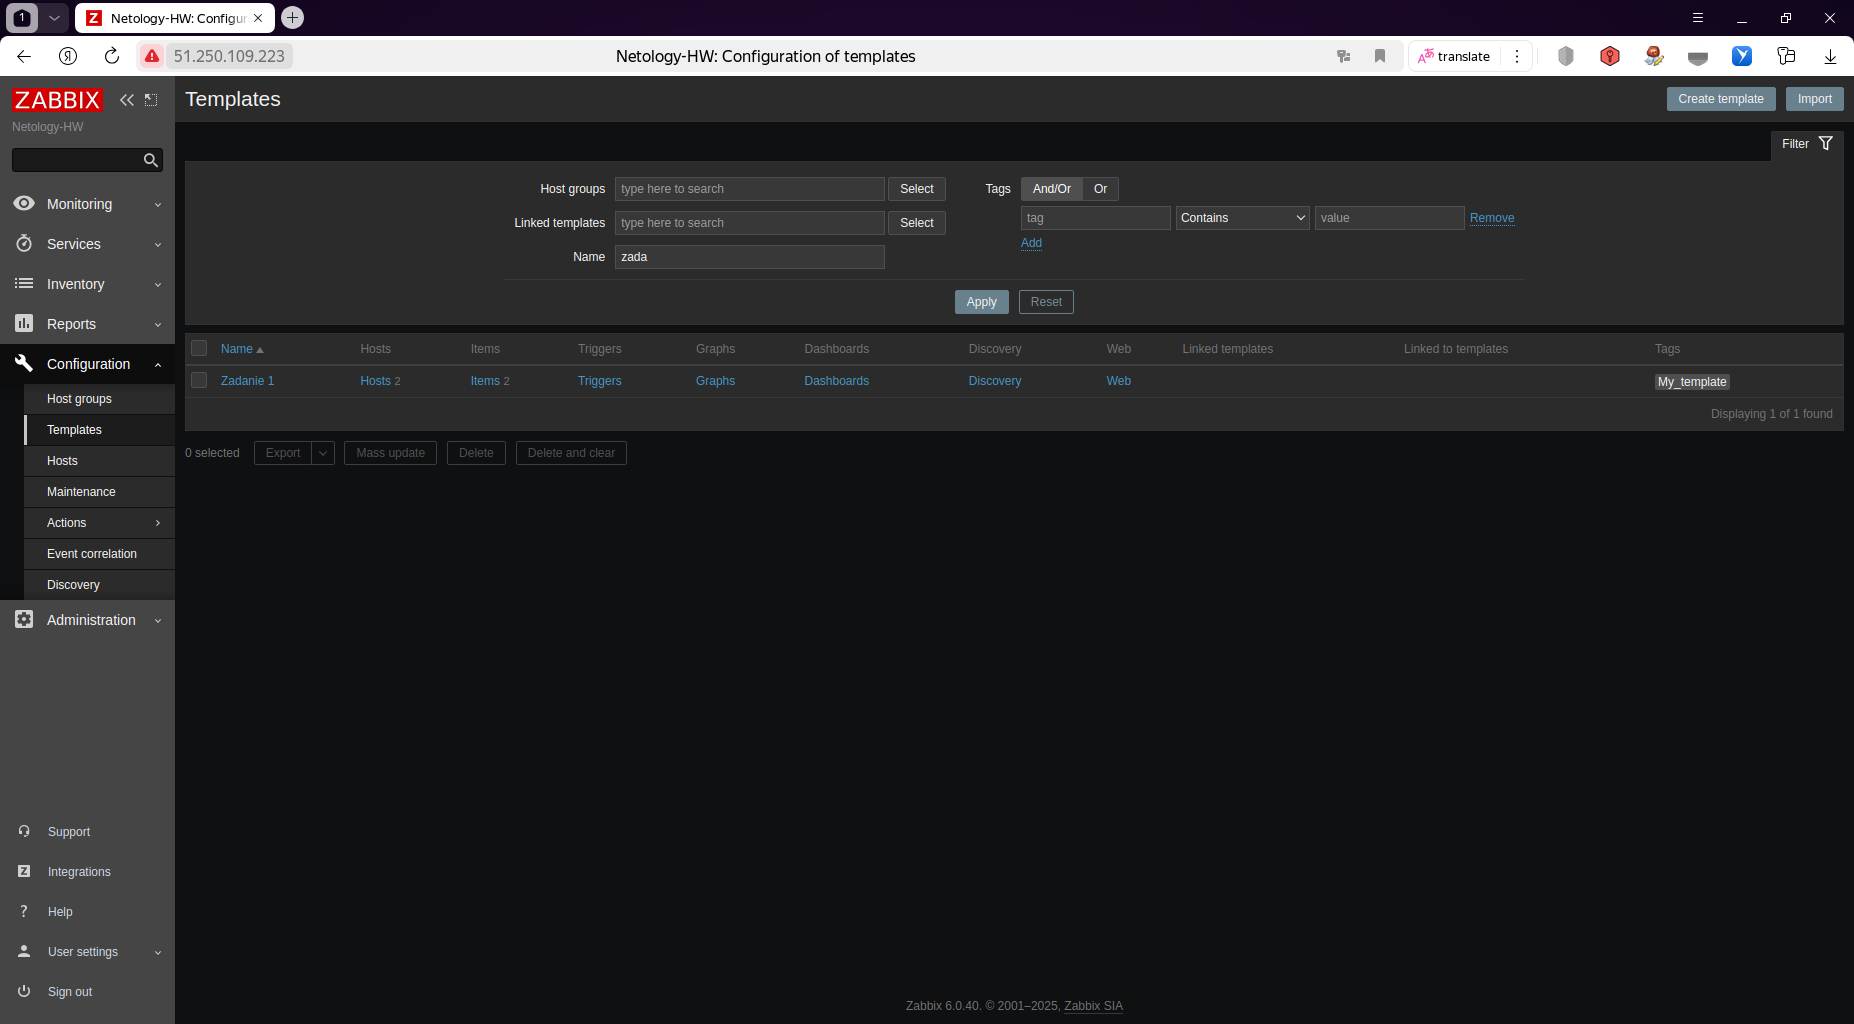 1
Netology-HW: Configur
51.250.109.223
Netology-HW: Configuration of templates
translate
ZABBIX
Netology-HW
Monitoring
Services
Inventory
Reports
Configuration
Host groups
Templates
Hosts
Maintenance
Actions
Event correlation
Discovery
Administration
Support
Integrations
Help
User settings
Sign out
Templates
Create template Import
Filter
Host groups type here to search Select Tags And/Or Or
Linked templates type here to search Select tag Contains value Remove
Add
Name zada
Apply Reset
Name Hosts Items Triggers Graphs Dashboards Discovery Web Linked templates Linked to templates Tags
Zadanie 1 Hosts 2 Items 2 Triggers Graphs Dashboards Discovery Web My_template
Displaying 1 of 1 found
0 selected Export Mass update Delete Delete and clear
Zabbix 6.0.40. © 2001–2025, Zabbix SIA